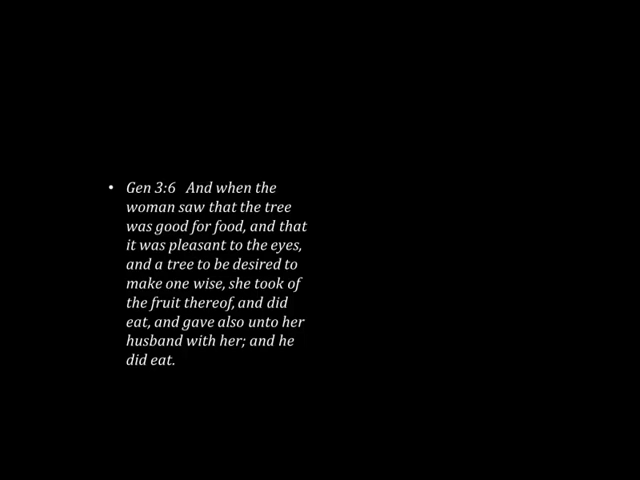 • Gen 3:6   And when the
woman saw that the tree
was good for food, and that
it was pleasant to the eyes,
and a tree to be desired to
make one wise, she took of
the fruit thereof, and did
eat, and gave also unto her
husband with her; and he
did eat.